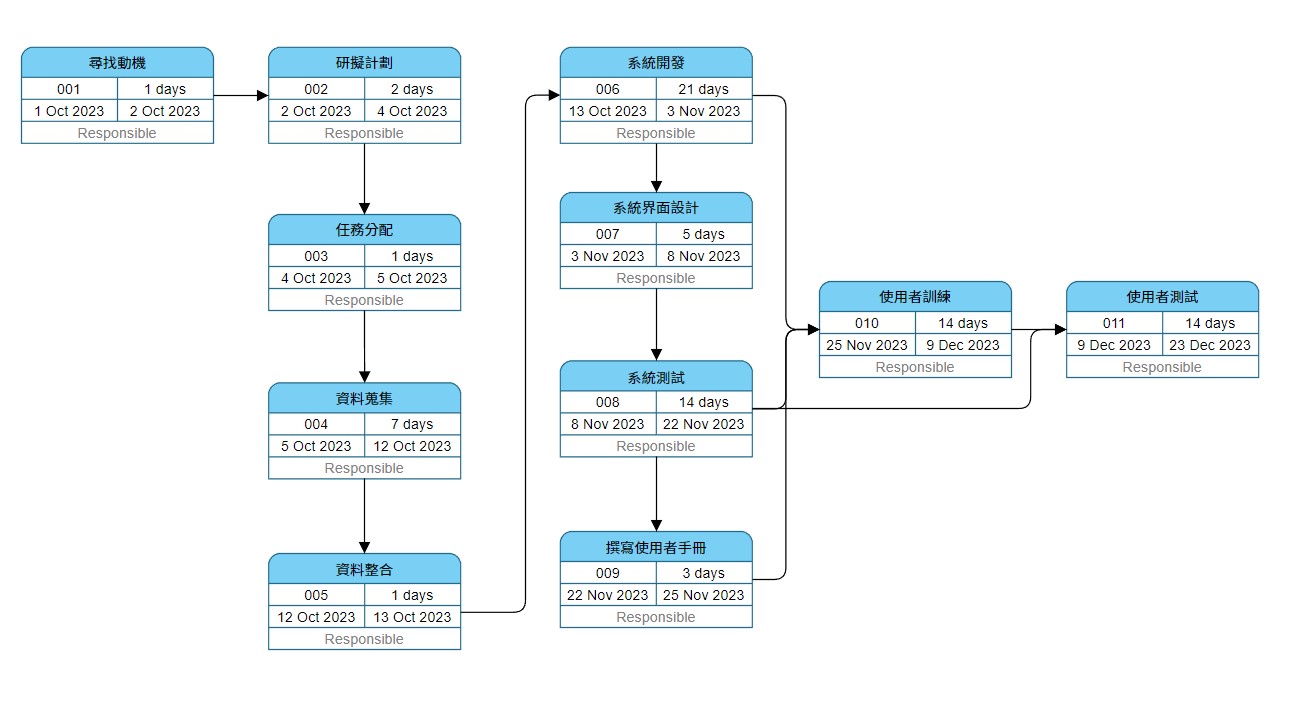 尋找動機
001 1 days
1 Oct 2023 2 Oct 2023
Responsible
研擬計劃
002 2 days
2 Oct 2023 4 Oct 2023
Responsible
任務分配
003 1 days
4 Oct 2023 5 Oct 2023
Responsible
資料蒐集
004 7 days
5 Oct 2023 12 Oct 2023
Responsible
資料整合
005 1 days
12 Oct 2023 13 Oct 2023
Responsible
系統開發
006 21 days
13 Oct 2023 3 Nov 2023
Responsible
系統界面設計
007 5 days
3 Nov 2023 8 Nov 2023
Responsible
系統測試
008 14 days
8 Nov 2023 22 Nov 2023
Responsible
撰寫使用者手冊
009 3 days
22 Nov 2023 25 Nov 2023
Responsible
使用者訓練
010 14 days
25 Nov 2023 9 Dec 2023
Responsible
使用者測試
011 14 days
9 Dec 2023 23 Dec 2023
Responsible